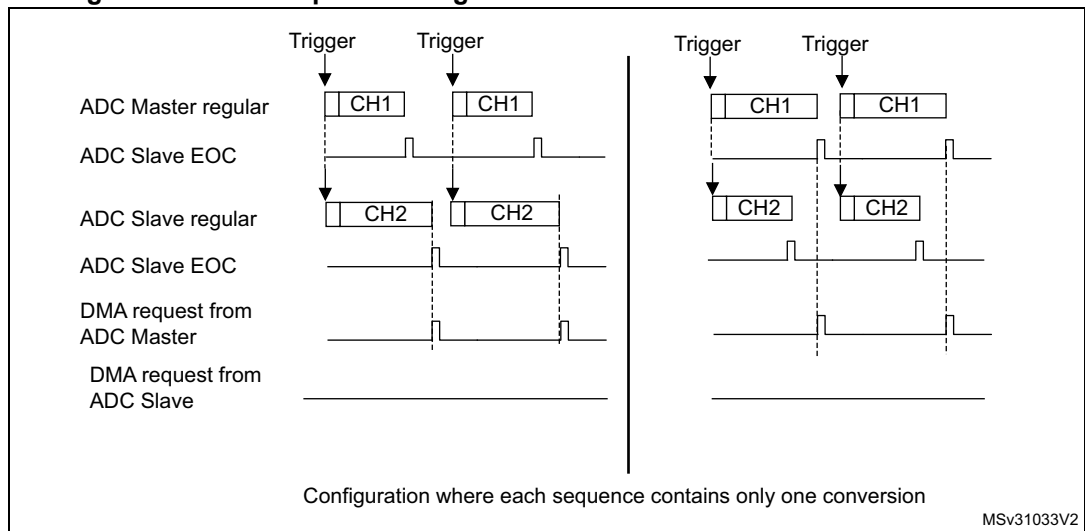 Trigger Trigger Trigger Trigger
ADC Master regular CH1 CH1 CH1 CH1
ADC Slave EOC
ADC Slave regular CH2 CH2 CH2 CH2
ADC Slave EOC
DMA request from
ADC Master
DMA request from
ADC Slave
Configuration where each sequence contains only one conversion
MSv31033V2